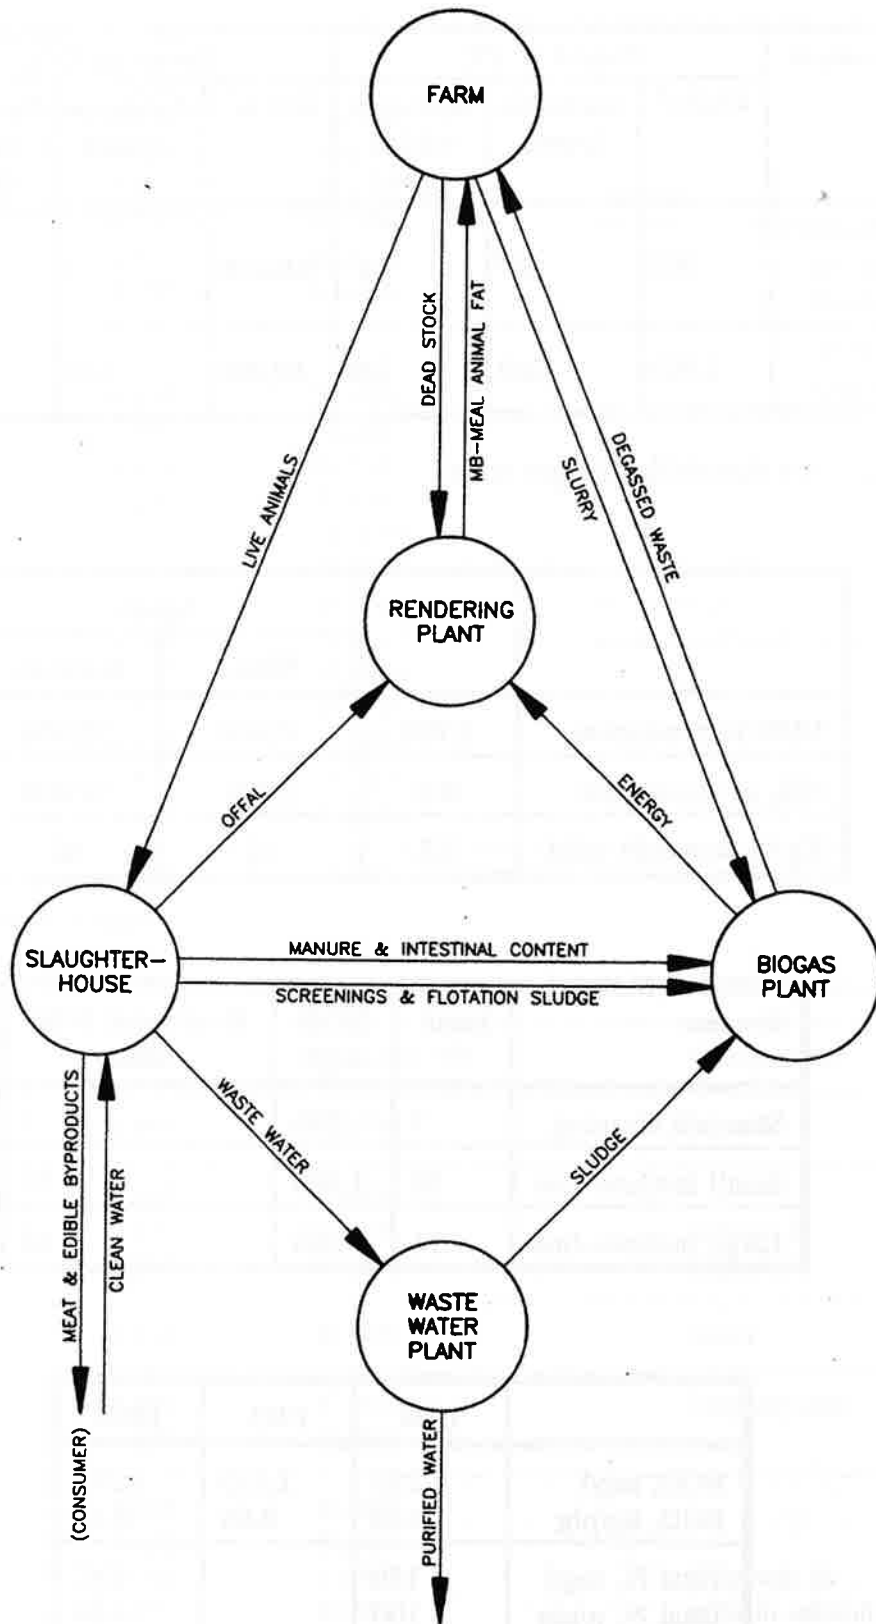 FARM
DEAD STOCK
MB-MEAL ANIMAL FAT
LIVE ANIMALS
SLURRY
DEGASSED WASTE
RENDERING
PLANT
OFFAL
ENERGY
SLAUGHTER-
HOUSE
MANURE & INTESTINAL CONTENT
SCREENINGS & FLOTATION SLUDGE
BIOGAS
PLANT
WASTE WATER
SLUDGE
MEAT & EDIBLE BYPRODUCTS
CLEAN WATER
(CONSUMER)
WASTE
WATER
PLANT
PURIFIED WATER